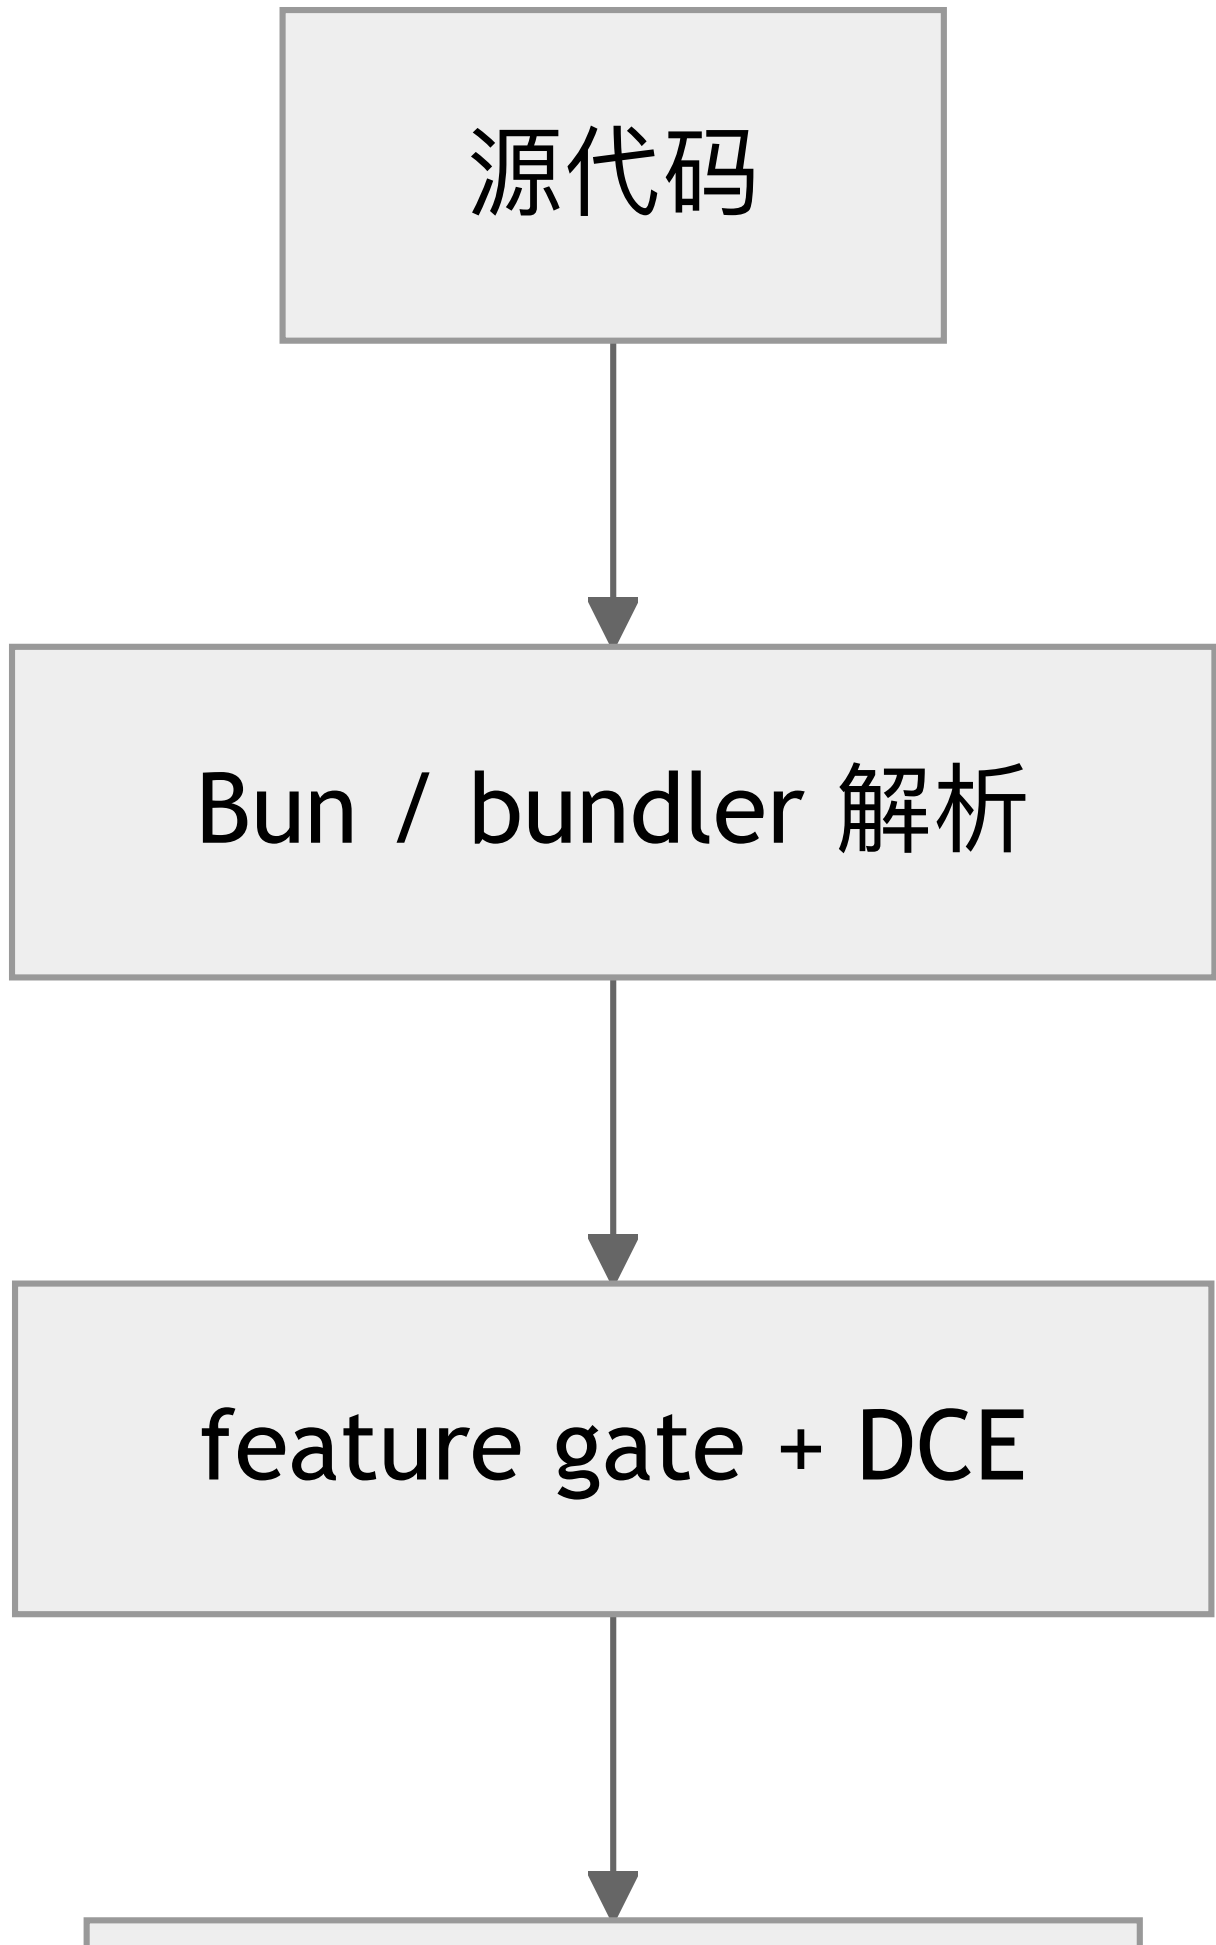 源代码
Bun / bundler 解析
feature gate + DCE